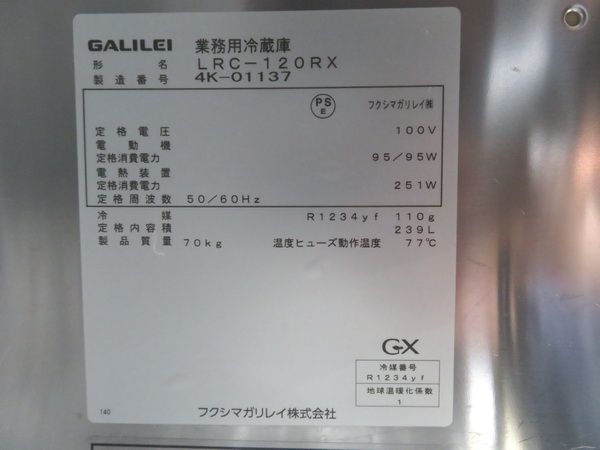 GALILEI 業務用冷蔵庫
形名 LRC-120RX
製造番号 4K-01137
PS E フクシマガリレイ㈱
定格電圧 100V
電動機
定格消費電力 95/95W
電熱装置
定格消費電力 251W
定格周波数 50/60Hz
冷媒 R1234yf 110g
定格内容積 239L
製品質量 70kg 温度ヒューズ動作温度 77℃
GX
冷媒番号
R1234yf
地球温暖化係数
1
140 フクシマガリレイ株式会社